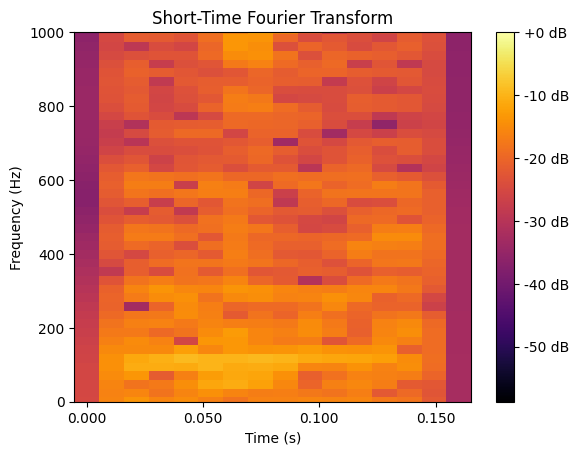 Short-Time Fourier Transform
1000
800
600
400
200
0
Frequency (Hz)
0.000
0.050
0.100
0.150
Time (s)
+0 dB
-10 dB
-20 dB
-30 dB
-40 dB
-50 dB